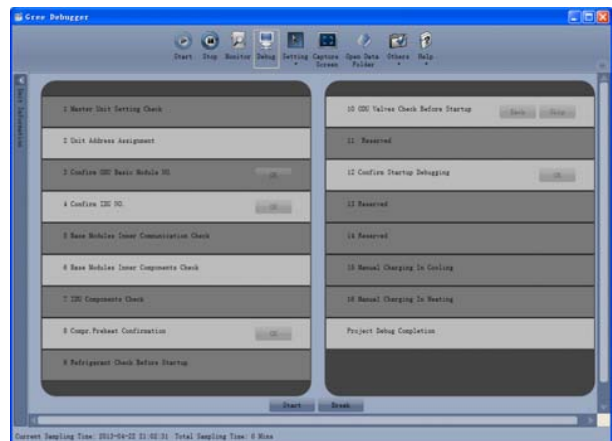 Gree Debugger
Start Stop Monitor Debug Setting Capture Screen Open Data Folder Others Help
Unit Information
1 Master Unit Setting Check
2 Unit Address Assignment
3 Confirm ODU Basic Module NO.
OK
4 Confirm IDU NO.
OK
5 Base Modules Inner Communication Check
6 Base Modules Inner Components Check
7 IDU Components Check
8 Compr.Preheat Confirmation
OK
9 Refrigerant Check Before Startup
10 ODU Valves Check Before Startup
Back Skip
11 Reserved
12 Confirm Startup Debugging
OK
13 Reserved
14 Reserved
15 Manual Charging In Cooling
16 Manual Charging In Heating
Project Debug Completion
Start Break
Current Sampling Time: 2013-04-22 21:02:31 Total Sampling Time: 6 Mins